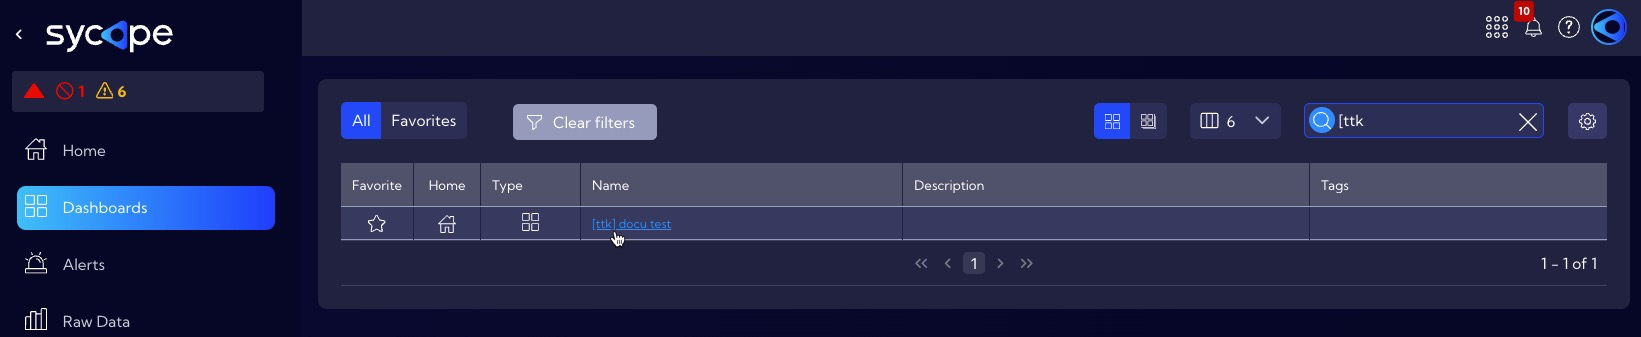 sycope
10
1 6
All Favorites Clear filters 6 [ttk
Home
Favorite Home Type Name Description Tags
Dashboards
[ttk] docu test
Alerts
1 1 - 1 of 1
Raw Data